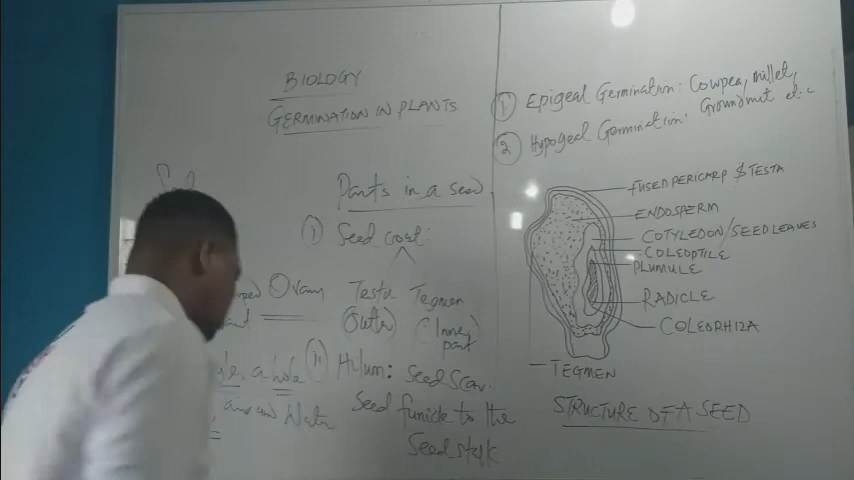 BIOLOGY
GERMINATION IN PLANTS
Parts in a seed
① Seed coat:
Testa Tegmen
(Outer) (Inner part)
Ovary
a hole
ⅱ Hilum: Seed Scar.
Seed funicle to the
Seed stalk
① Epigeal Germination: Cowpea, millet,
Groundnut etc
② Hypogeal Germination:
FUSED PERICARP & TESTA
ENDOSPERM
COTYLEDON/SEED LEAVES
COLEOPTILE
PLUMULE
RADICLE
COLEORHIZA
TEGMEN
STRUCTURE OF A SEED